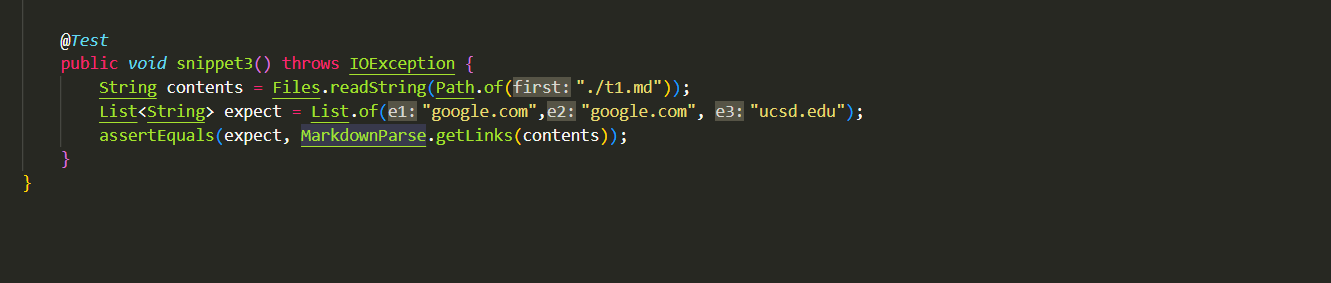 @Test
public void snippet3() throws IOException {
String contents = Files.readString(Path.of(first: "./t1.md"));
List<String> expect = List.of(e1: "google.com",e2: "google.com", e3: "ucsd.edu");
assertEquals(expect, MarkdownParse.getLinks(contents));
}
}